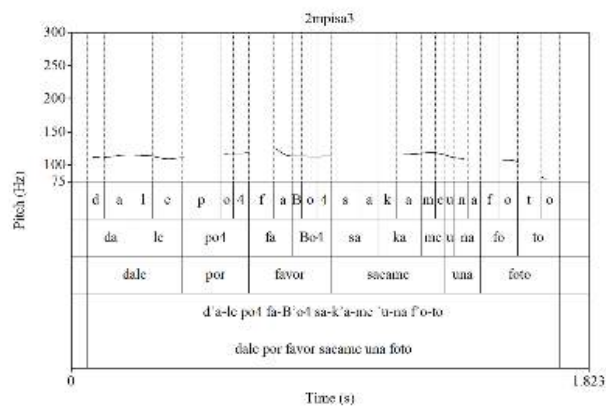 2mpisa3
300
250
200
150
100
75
Pitch (Hz)
d a l e p o 4 f a B o 4 s a k a m e u n a f o t o
da le po4 fa Bo4 sa ka me u na fo to
dale por favor sacame una foto
d'a-le po4 fa-B'o4 sa-k'a-me 'u-na f'o-to
dale por favor sacame una foto
0 1.823
Time (s)